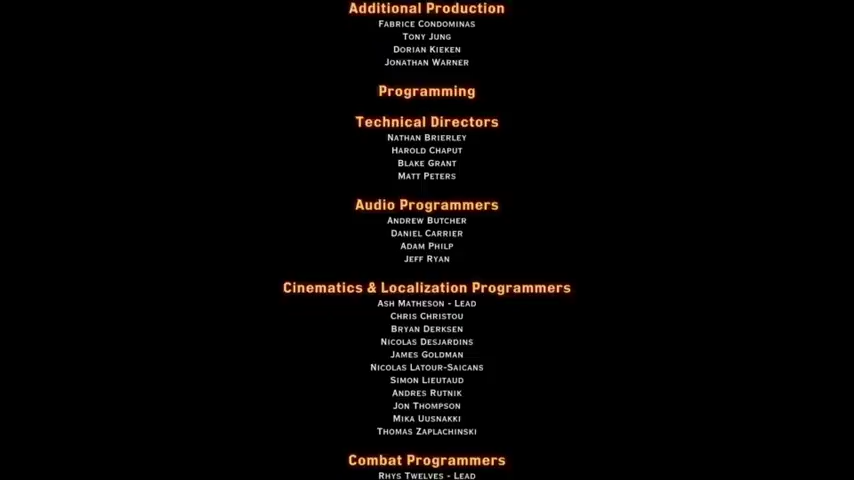 Additional Production
Fabrice Condominas
Tony Jung
Dorian Kieken
Jonathan Warner
Programming
Technical Directors
Nathan Brierley
Harold Chaput
Blake Grant
Matt Peters
Audio Programmers
Andrew Butcher
Daniel Carrier
Adam Philp
Jeff Ryan
Cinematics & Localization Programmers
Ash Matheson - Lead
Chris Christou
Bryan Derksen
Nicolas Desjardins
James Goldman
Nicolas Latour-Saicans
Simon Lieutaud
Andres Rutnik
Jon Thompson
Mika Uusnakki
Thomas Zaplachinski
Combat Programmers
Rhys Twelves - Lead